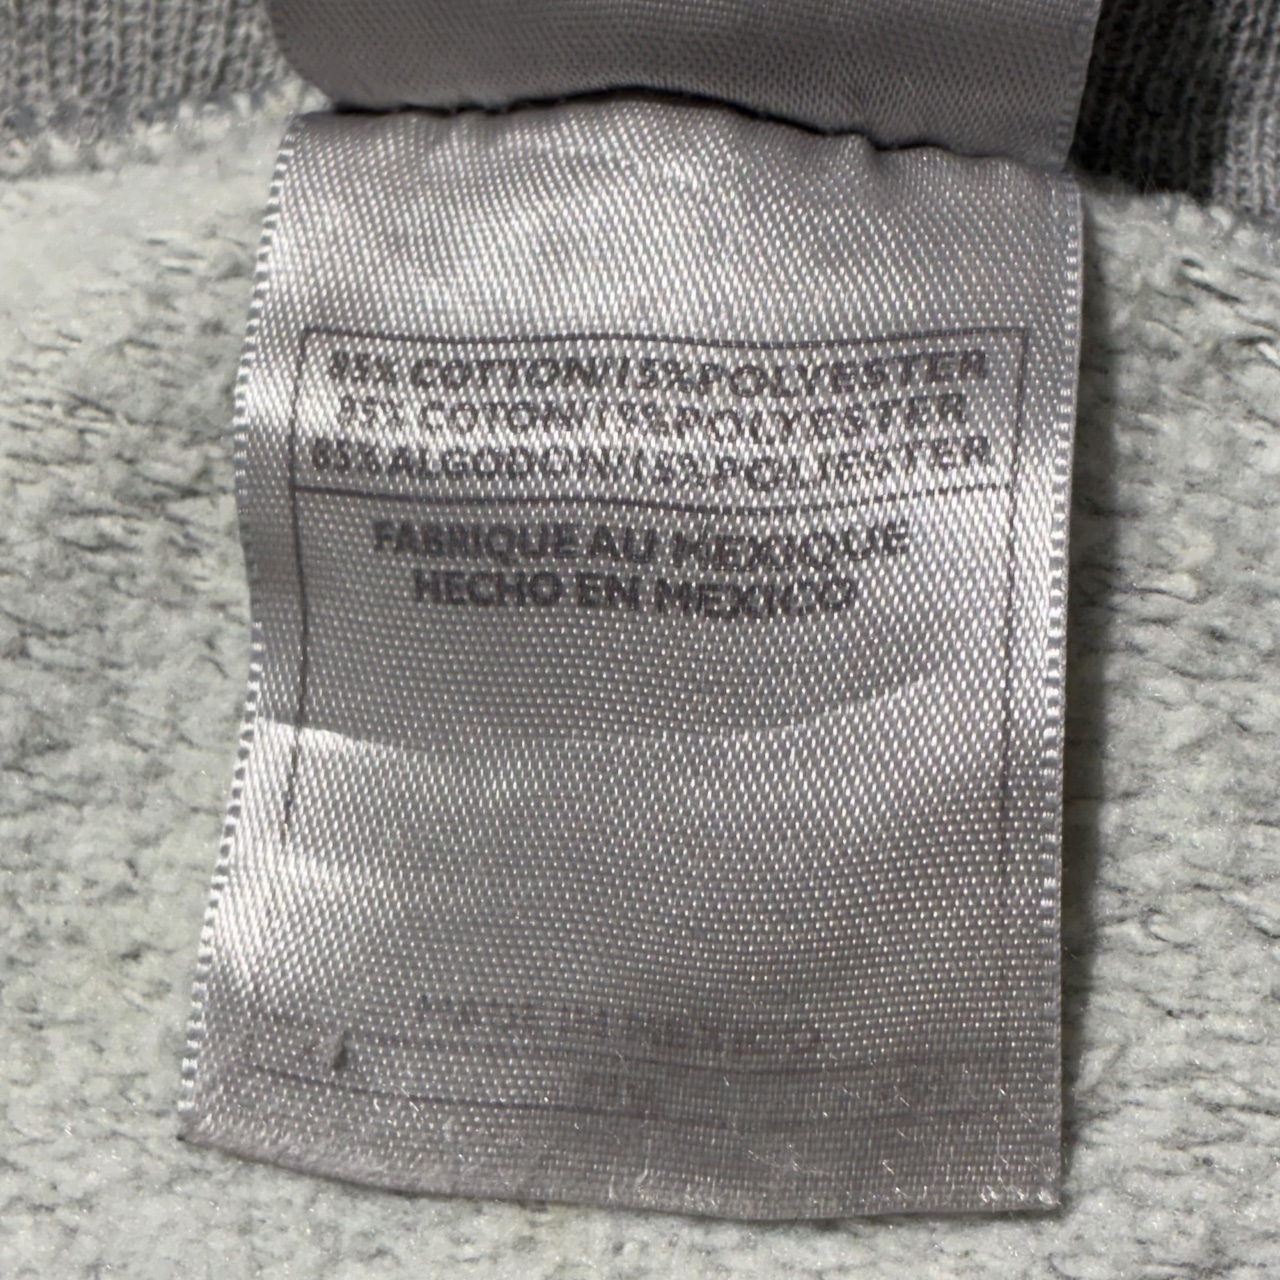 85% COTTON/15% POLYESTER
85% COTON/15% POLYESTER
85% ALGODON/15% POLIESTER
FABRIQUE AU MEXIQUE
HECHO EN MEXICO